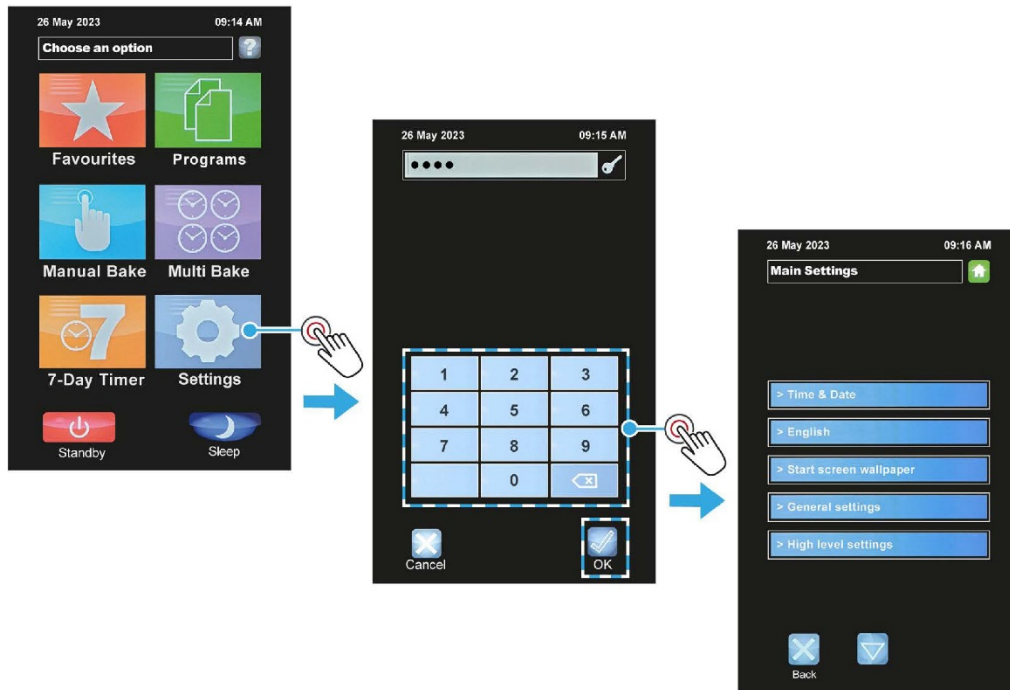 26 May 2023 09:14 AM
Choose an option ?
Favourites Programs
Manual Bake Multi Bake
7
7-Day Timer Settings
Standby Sleep
26 May 2023 09:15 AM
1 2 3
4 5 6
7 8 9
0
Cancel OK
26 May 2023 09:16 AM
Main Settings
> Time & Date
> English
> Start screen wallpaper
> General settings
> High level settings
Back